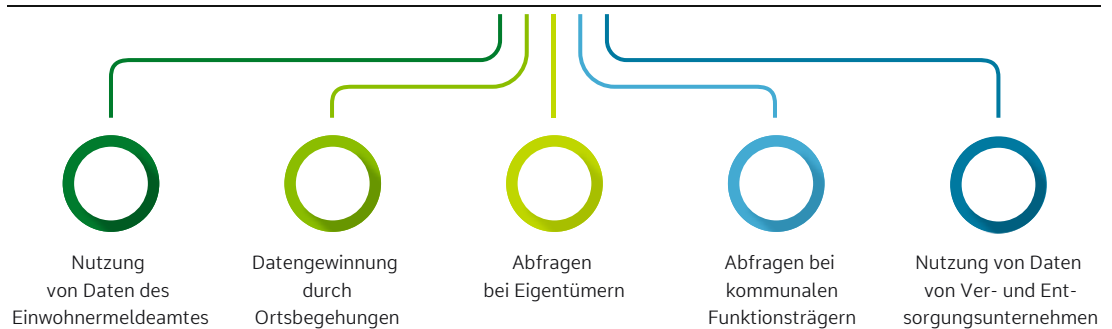 Nutzung
von Daten des
Einwohnermeldeamtes
Datengewinnung
durch
Ortsbegehungen
Abfragen
bei Eigentümern
Abfragen bei
kommunalen
Funktionsträgern
Nutzung von Daten
von Ver- und Ent-
sorgungsunternehmen